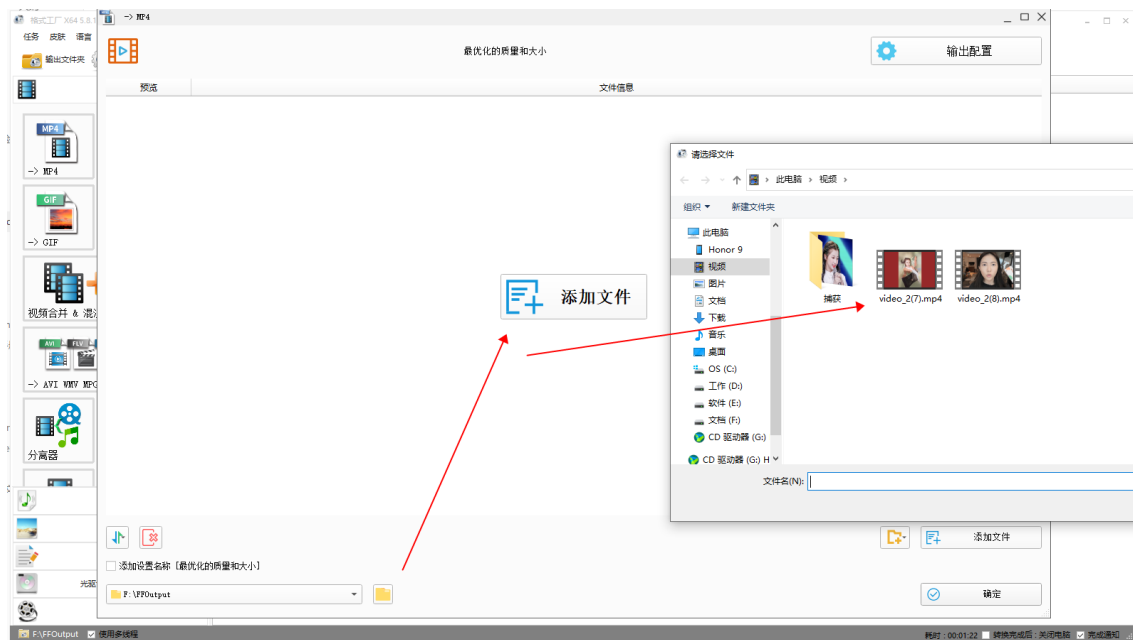 格式工厂 X64 5.8.1
-> MP4
任务 皮肤 语言
输出文件夹
最优化的质量和大小
输出配置
预览
文件信息
MP4
-> MP4
GIF
-> GIF
视频合并 & 混
AVI FLV
-> AVI WMV MPG
分离器
光驱
添加文件
请选择文件
此电脑 › 视频 ›
组织
新建文件夹
此电脑
Honor 9
视频
图片
文档
下载
音乐
桌面
OS (C:)
工作 (D:)
软件 (E:)
文档 (F:)
CD 驱动器 (G:)
CD 驱动器 (G:) H
捕获
video_2(7).mp4
video_2(8).mp4
文件名(N):
添加文件
添加设置名称 [最优化的质量和大小]
F:\FFOutput
确定
F:\FFOutput
使用多线程
耗时 : 00:01:22
转换完成后 : 关闭电脑
完成通知